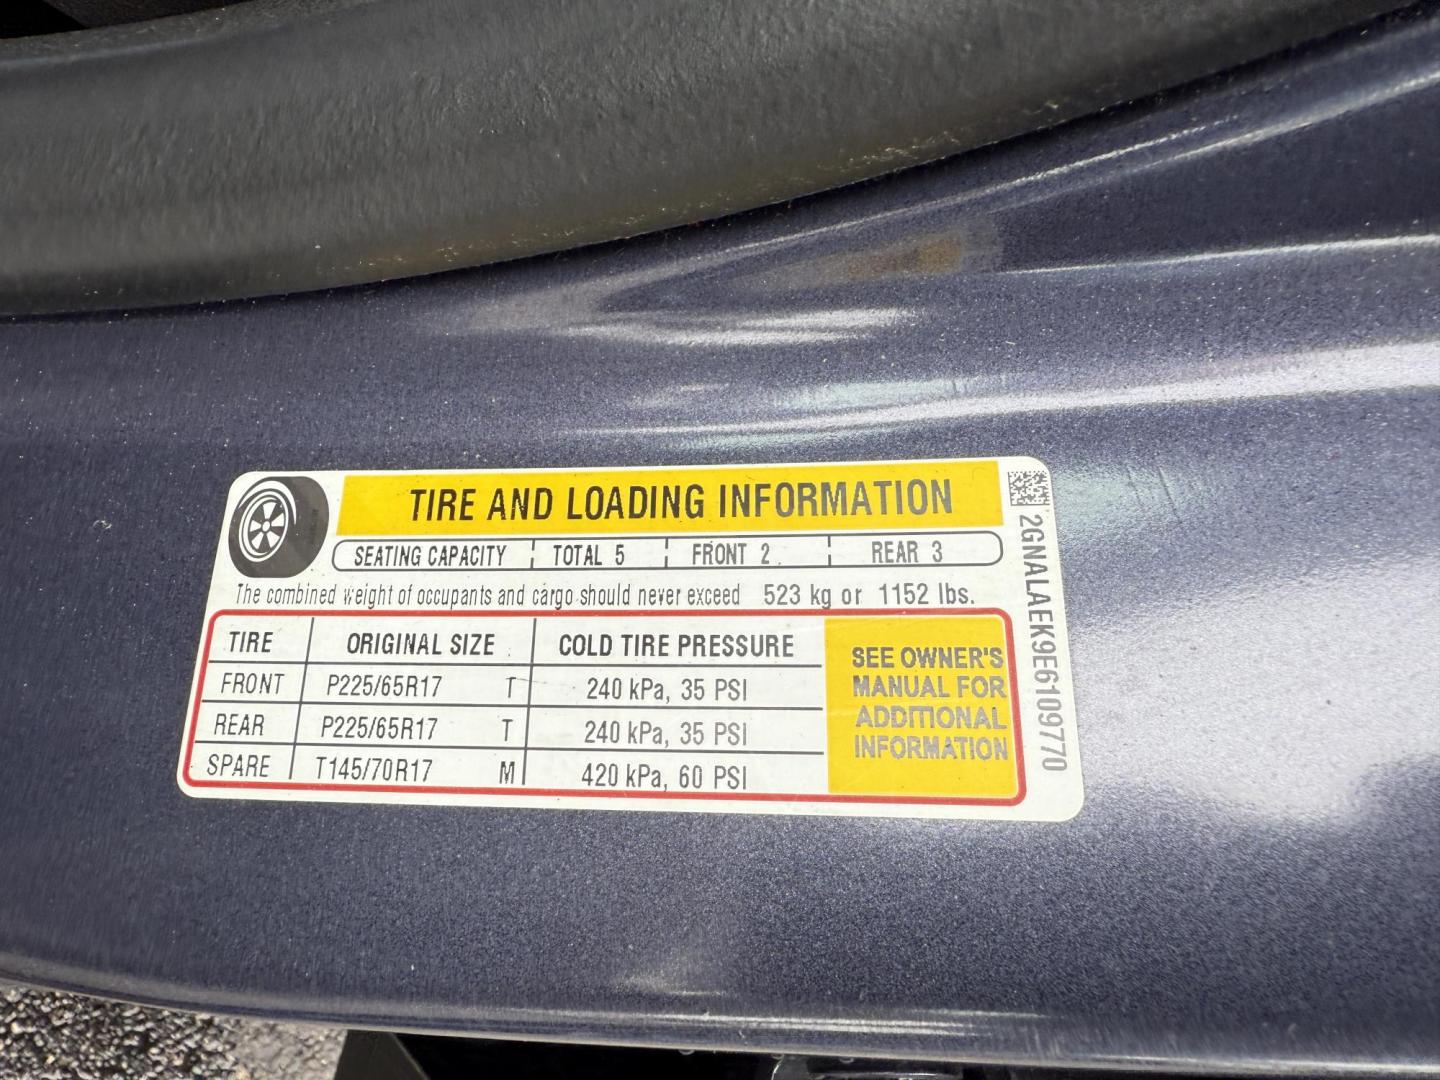 TIRE AND LOADING INFORMATION
SEATING CAPACITY TOTAL 5 FRONT 2 REAR 3
The combined weight of occupants and cargo should never exceed 523 kg or 1152 lbs.
TIRE ORIGINAL SIZE COLD TIRE PRESSURE
FRONT P225/65R17 T 240 kPa, 35 PSI
REAR P225/65R17 T 240 kPa, 35 PSI
SPARE T145/70R17 M 420 kPa, 60 PSI
SEE OWNER'S
MANUAL FOR
ADDITIONAL
INFORMATION
2GNALAEK9E6109770